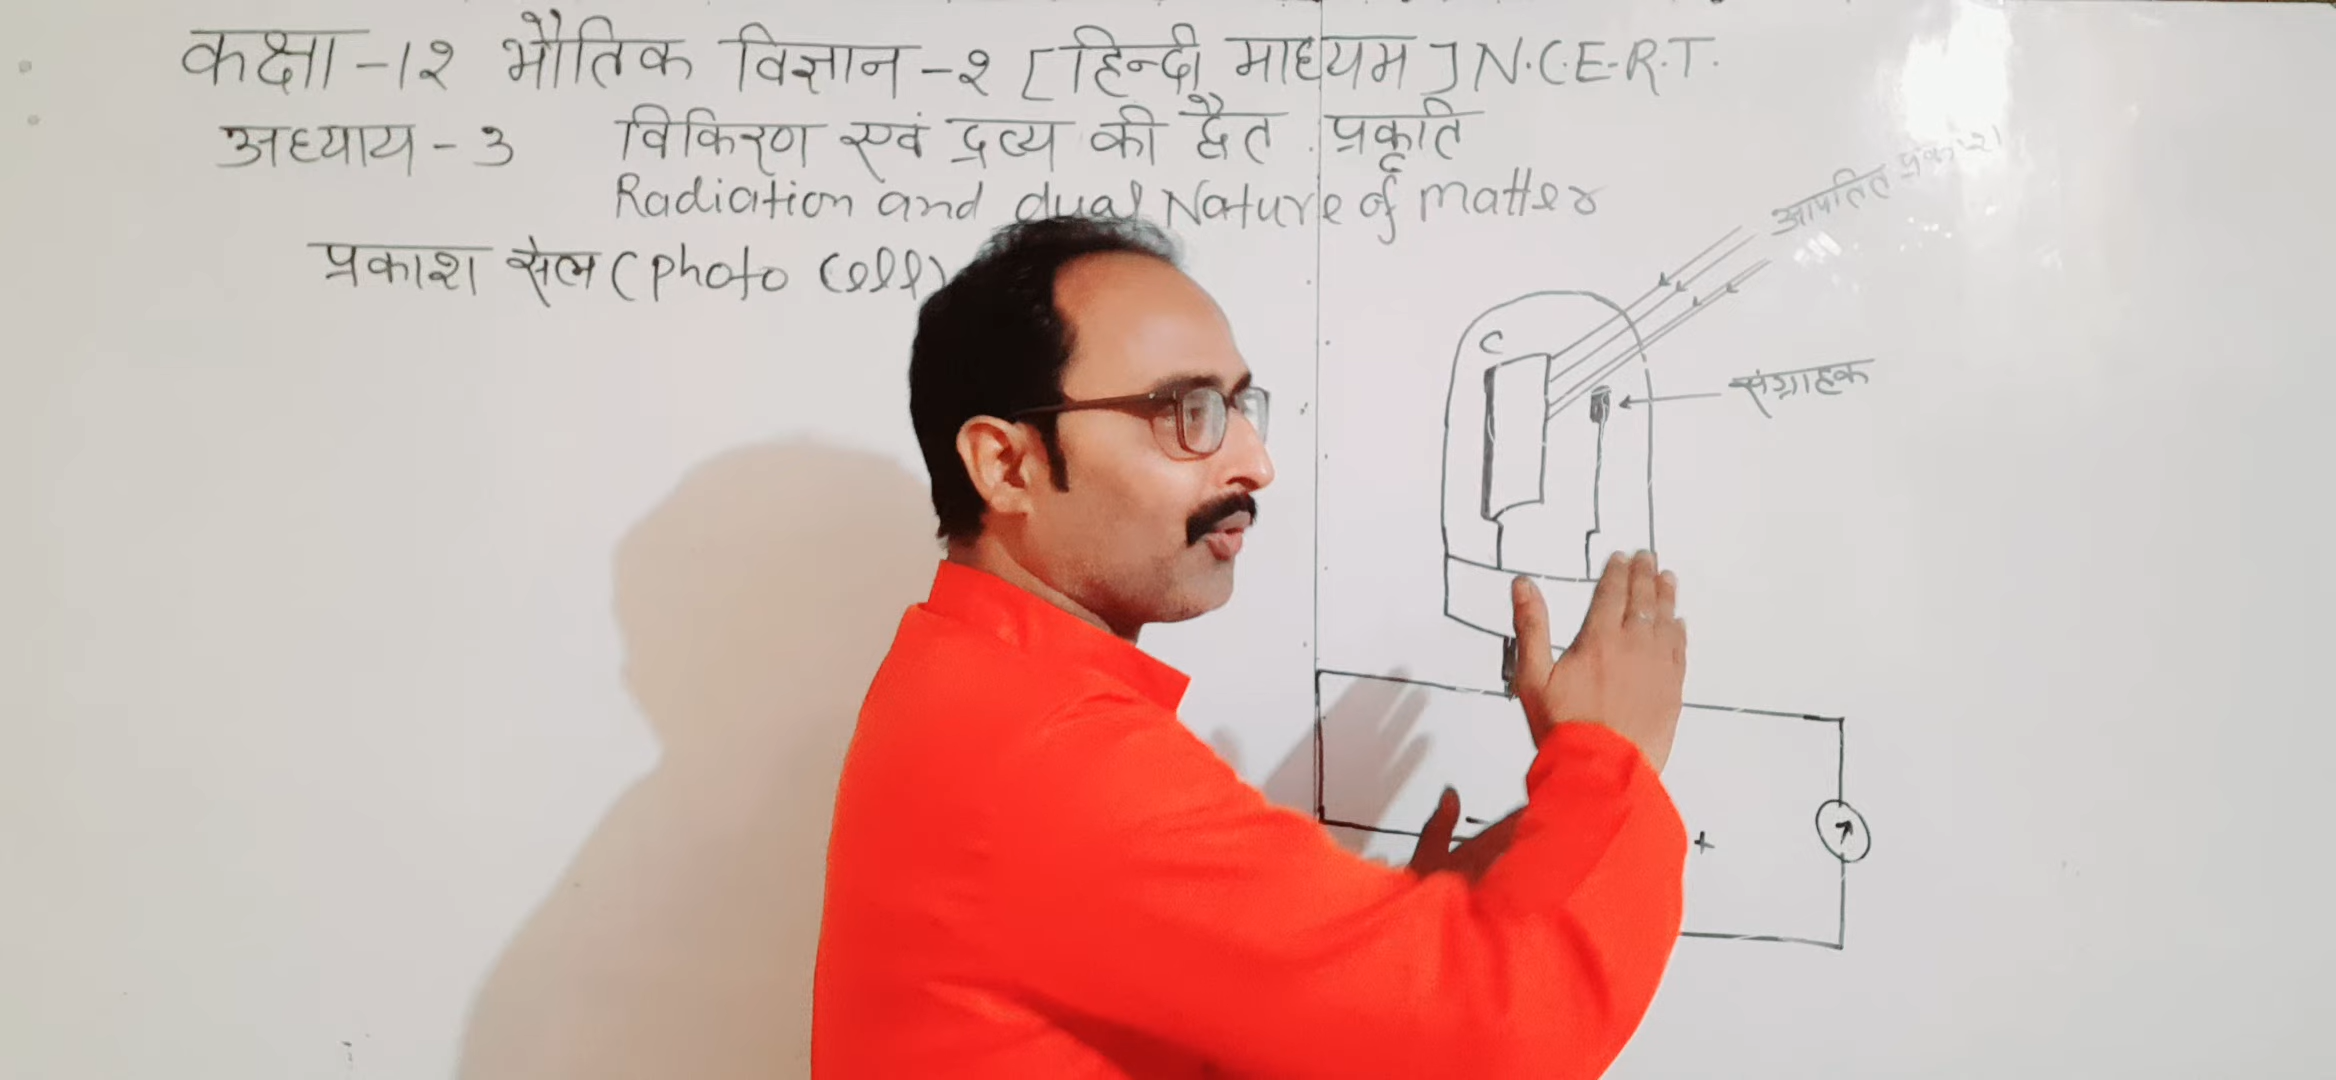 कक्षा -१२ भौतिक विज्ञान -२ [हिन्दी माध्यम] N.C.E.R.T.
अध्याय - 3 विकिरण एवं द्रव्य की द्वैत प्रकृति
Radiation and dual Nature of matter
प्रकाश सेल (photo Cell)
आपतित प्रकाश
C
संग्राहक
-
+